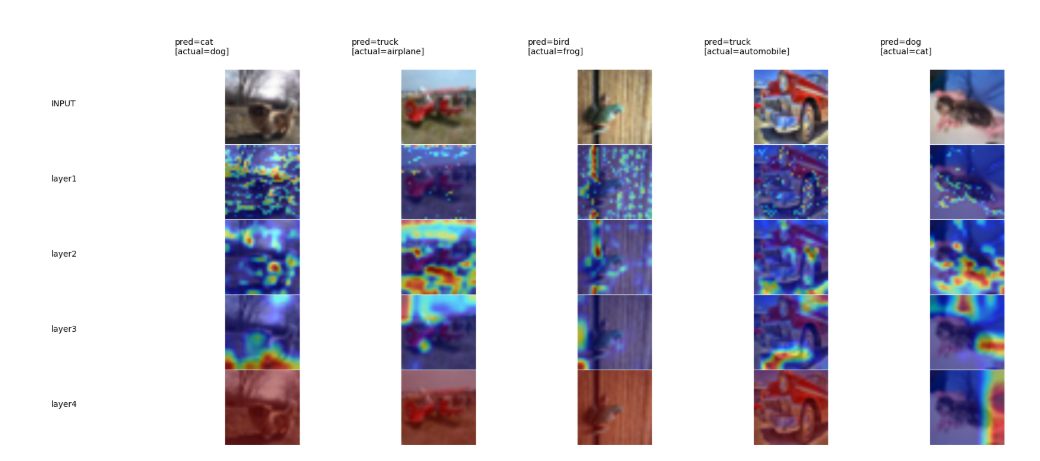 pred=cat
[actual=dog]
pred=truck
[actual=airplane]
pred=bird
[actual=frog]
pred=truck
[actual=automobile]
pred=dog
[actual=cat]
INPUT
layer1
layer2
layer3
layer4